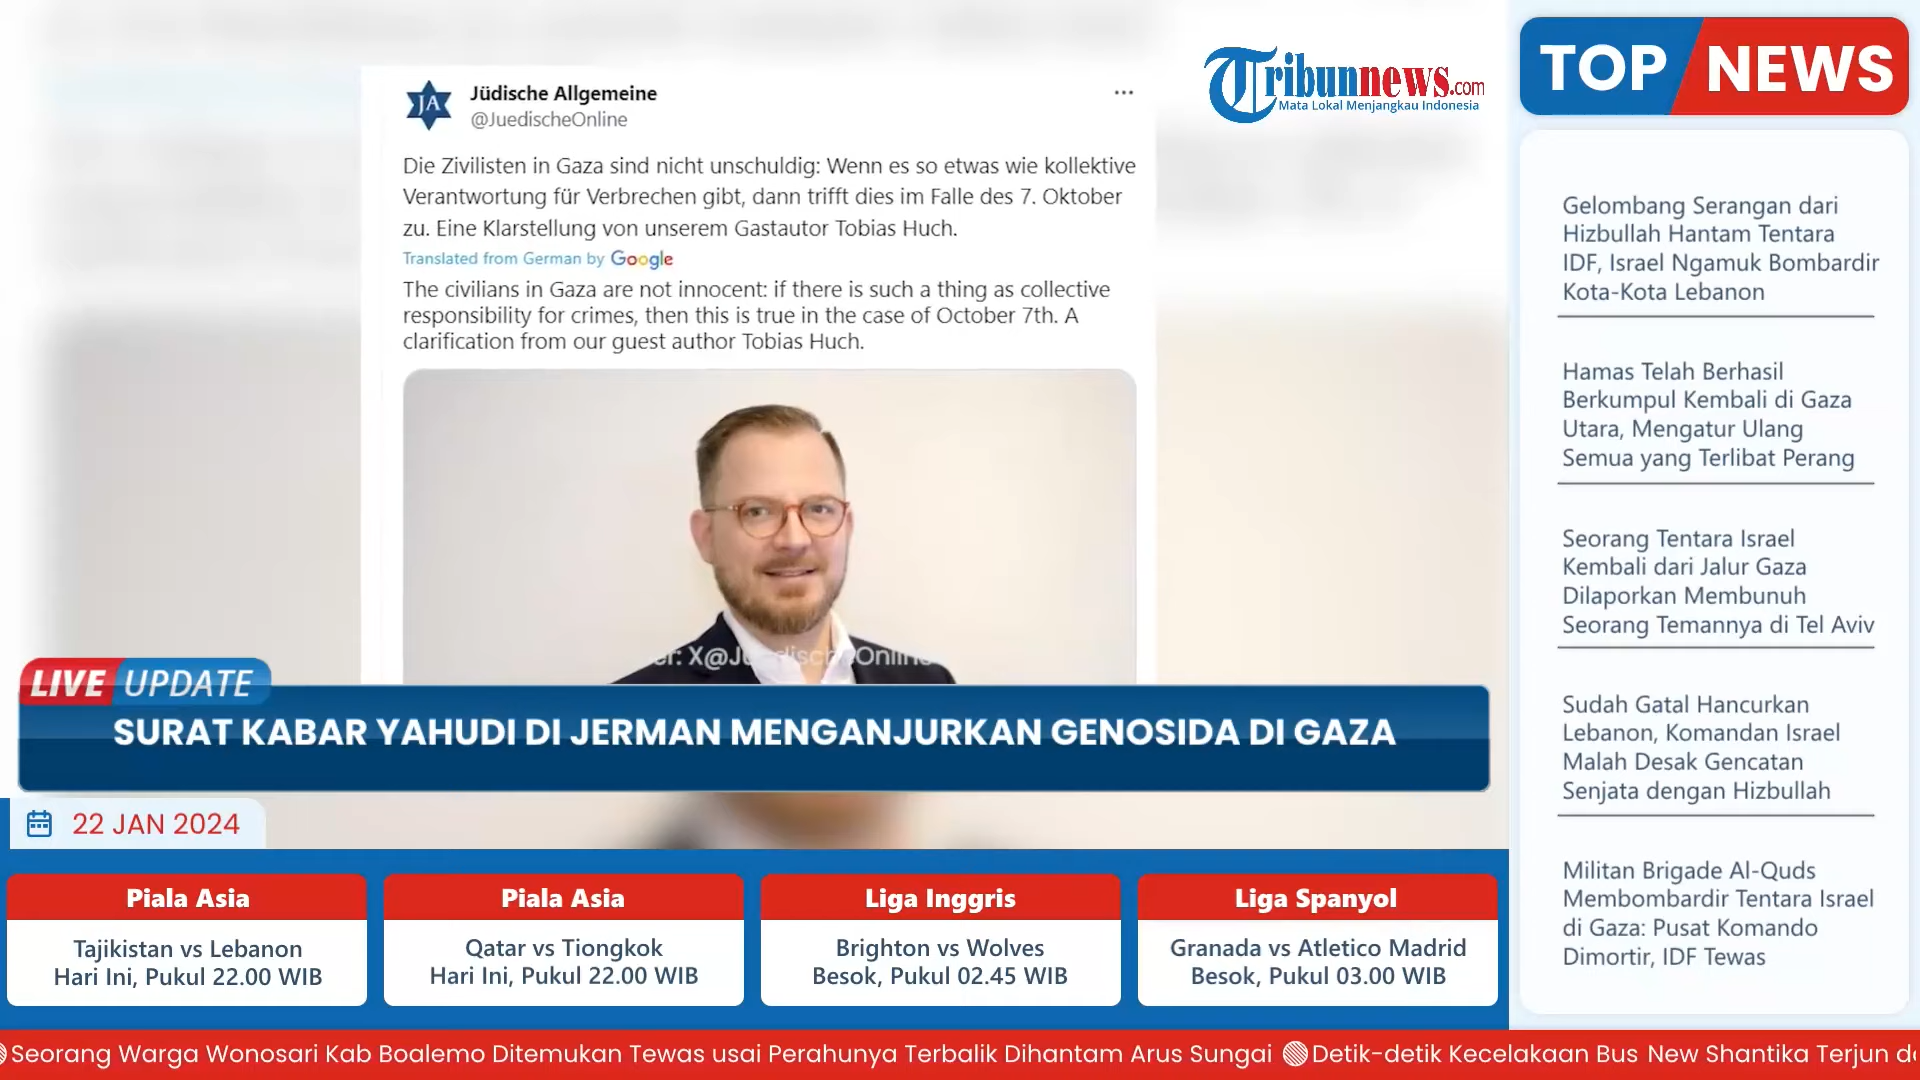 JA
Jüdische Allgemeine
@JuedischeOnline
Die Zivilisten in Gaza sind nicht unschuldig: Wenn es so etwas wie kollektive
Verantwortung für Verbrechen gibt, dann trifft dies im Falle des 7. Oktober
zu. Eine Klarstellung von unserem Gastautor Tobias Huch.
Translated from German by Google
The civilians in Gaza are not innocent: if there is such a thing as collective
responsibility for crimes, then this is true in the case of October 7th. A
clarification from our guest author Tobias Huch.
X@JuedischeOnline
Tribunnews.com
Mata Lokal Menjangkau Indonesia
LIVE UPDATE
SURAT KABAR YAHUDI DI JERMAN MENGANJURKAN GENOSIDA DI GAZA
22 JAN 2024
Piala Asia
Tajikistan vs Lebanon
Hari Ini, Pukul 22.00 WIB
Piala Asia
Qatar vs Tiongkok
Hari Ini, Pukul 22.00 WIB
Liga Inggris
Brighton vs Wolves
Besok, Pukul 02.45 WIB
Liga Spanyol
Granada vs Atletico Madrid
Besok, Pukul 03.00 WIB
TOP NEWS
Gelombang Serangan dari
Hizbullah Hantam Tentara
IDF, Israel Ngamuk Bombardir
Kota-Kota Lebanon
Hamas Telah Berhasil
Berkumpul Kembali di Gaza
Utara, Mengatur Ulang
Semua yang Terlibat Perang
Seorang Tentara Israel
Kembali dari Jalur Gaza
Dilaporkan Membunuh
Seorang Temannya di Tel Aviv
Sudah Gatal Hancurkan
Lebanon, Komandan Israel
Malah Desak Gencatan
Senjata dengan Hizbullah
Militan Brigade Al-Quds
Membombardir Tentara Israel
di Gaza: Pusat Komando
Dimortir, IDF Tewas
Seorang Warga Wonosari Kab Boalemo Ditemukan Tewas usai Perahunya Terbalik Dihantam Arus Sungai Detik-detik Kecelakaan Bus New Shantika Terjun